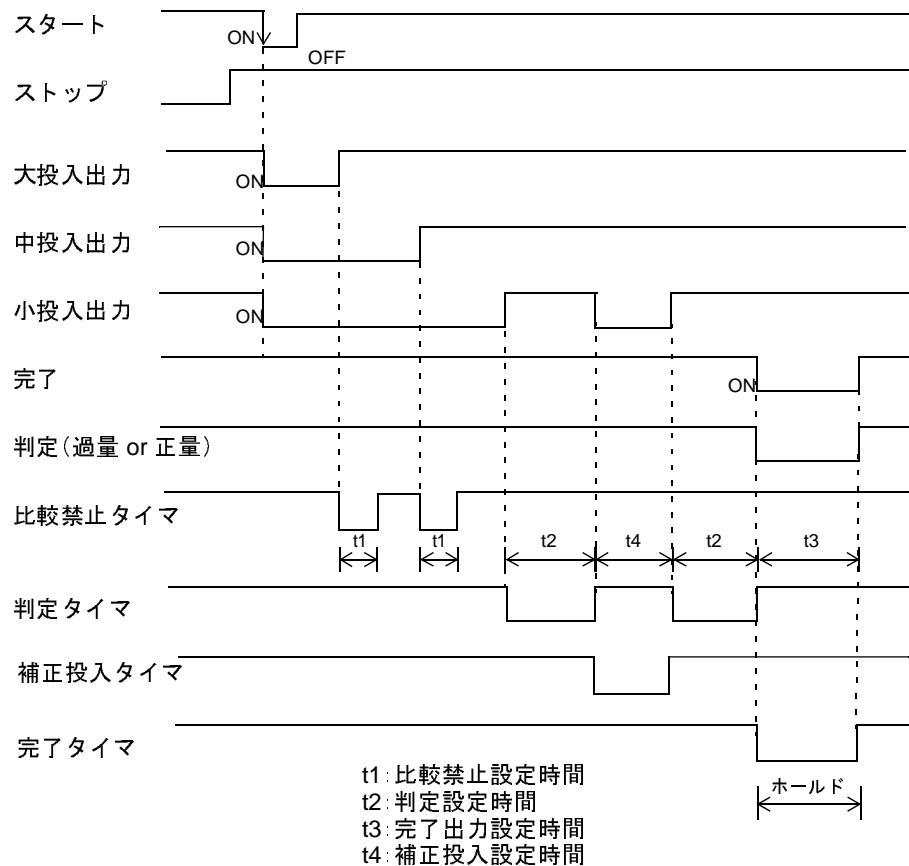 スタート
ON
OFF
ストップ
大投入出力
ON
中投入出力
ON
小投入出力
ON
完了
ON
判定(過量 or 正量)
比較禁止タイマ
t1
t1
t2
t4
t2
t3
判定タイマ
補正投入タイマ
完了タイマ
ホールド
t1:比較禁止設定時間
t2:判定設定時間
t3:完了出力設定時間
t4:補正投入設定時間